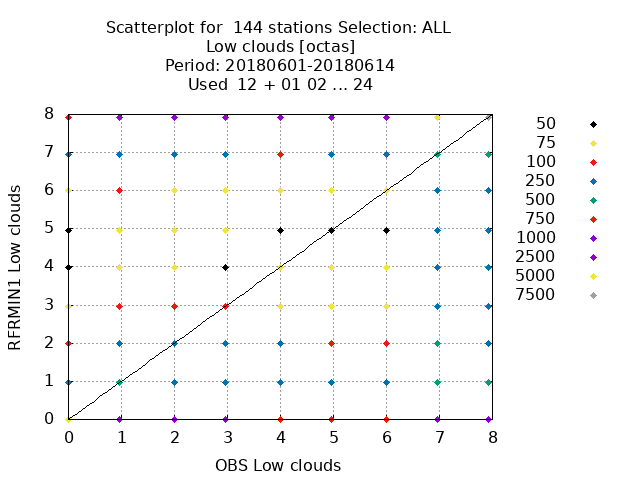 Scatterplot for  144 stations Selection: ALL
Low clouds [octas]
Period: 20180601-20180614
Used  12 + 01 02 ... 24
8
7
6
5
4
3
2
1
0
RFRMIN1 Low clouds
0 1 2 3 4 5 6 7 8
OBS Low clouds
50
75
100
250
500
750
1000
2500
5000
7500